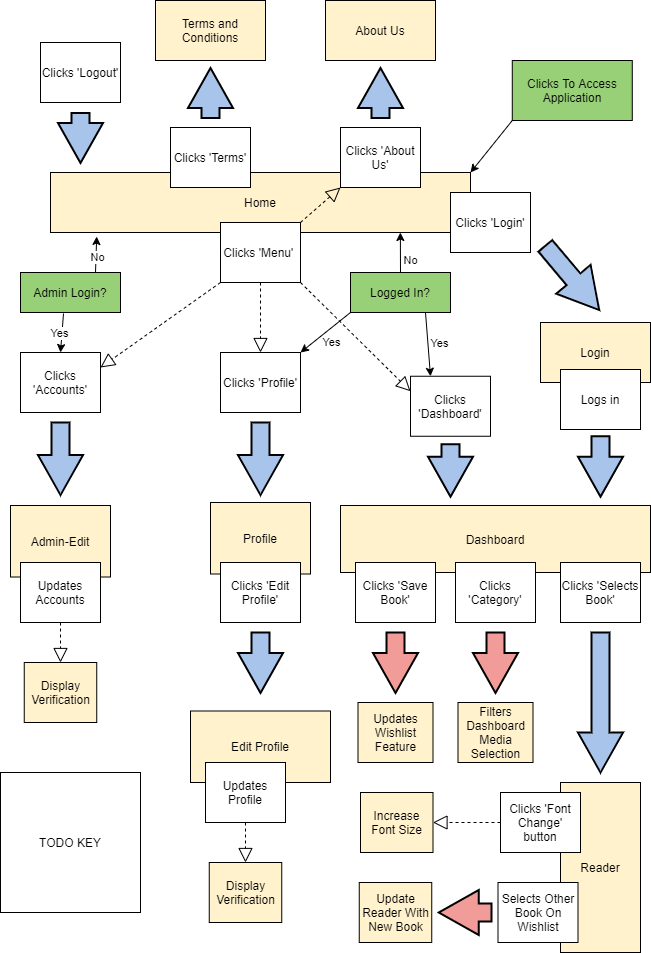 Terms and
Conditions
About Us
Clicks 'Logout'
Clicks To Access
Application
Clicks 'Terms'
Clicks 'About
Us'
Home
Clicks 'Login'
Clicks 'Menu'
No
No
Admin Login?
Logged In?
Yes
Yes
Yes
Login
Clicks
'Accounts'
Clicks 'Profile'
Clicks
'Dashboard'
Logs in
Admin-Edit
Profile
Dashboard
Updates
Accounts
Clicks 'Edit
Profile'
Clicks 'Save
Book'
Clicks
'Category'
Clicks 'Selects
Book'
Display
Verification
Updates
Wishlist
Feature
Filters
Dashboard
Media
Selection
Edit Profile
Updates
Profile
TODO KEY
Increase
Font Size
Clicks 'Font
Change'
button
Reader
Display
Verification
Update
Reader With
New Book
Selects Other
Book On
Wishlist